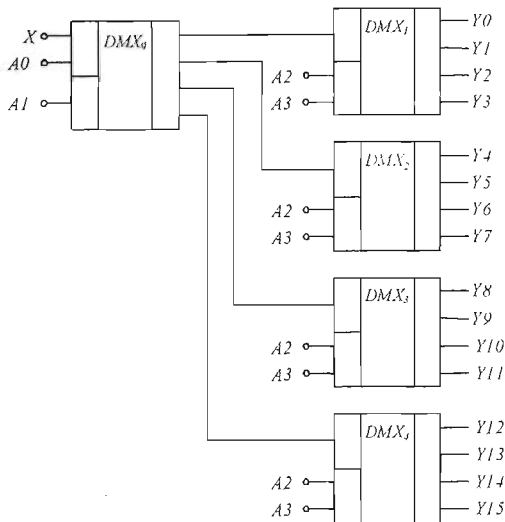 X
A0
A1
DMX₀
DMX₁
A2
A3
Y0
Y1
Y2
Y3
DMX₂
A2
A3
Y4
Y5
Y6
Y7
DMX₃
A2
A3
Y8
Y9
Y10
Y11
DMX₄
A2
A3
Y12
Y13
Y14
Y15